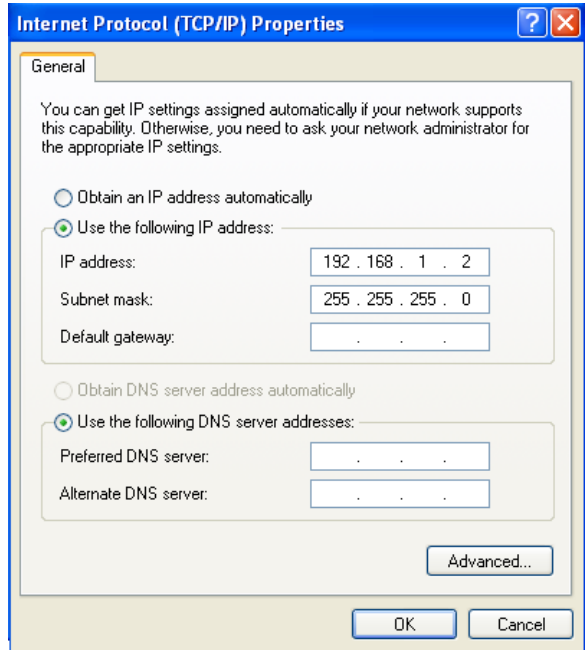 Internet Protocol (TCP/IP) Properties
?
X
General
You can get IP settings assigned automatically if your network supports
this capability. Otherwise, you need to ask your network administrator for
the appropriate IP settings.
Obtain an IP address automatically
Use the following IP address:
IP address: 192 . 168 . 1 . 2
Subnet mask: 255 . 255 . 255 . 0
Default gateway: . . .
Obtain DNS server address automatically
Use the following DNS server addresses:
Preferred DNS server: . . .
Alternate DNS server: . . .
Advanced...
OK Cancel